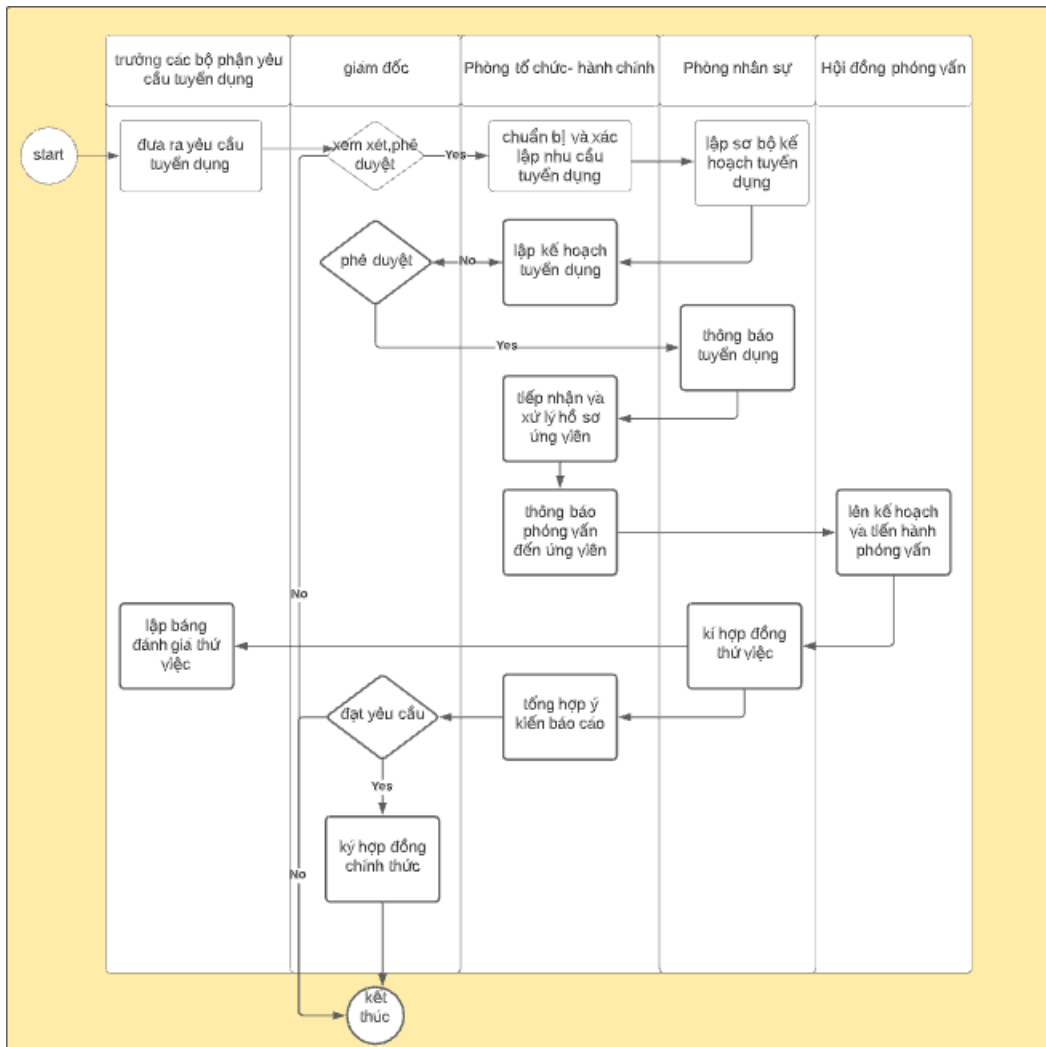 trưởng các bộ phận yêu
cầu tuyển dụng
giám đốc
Phòng tổ chức- hành chính
Phòng nhân sự
Hội đồng phỏng vấn
start
đưa ra yêu cầu
tuyển dụng
xem xét,phê
duyệt
Yes
chuẩn bị và xác
lập nhu cầu
tuyển dụng
lập sơ bộ kế
hoạch tuyển
dụng
phê duyệt
No
lập kế hoạch
tuyển dụng
Yes
thông báo
tuyển dụng
tiếp nhận và
xử lý hồ sơ
ứng viên
thông báo
phỏng vấn
đến ứng viên
lên kế hoạch
và tiến hành
phỏng vấn
No
lập bảng
đánh giá thử
việc
kí hợp đồng
thử việc
đạt yêu cầu
tổng hợp ý
kiến báo cáo
Yes
ký hợp đồng
chính thức
No
kết
thúc